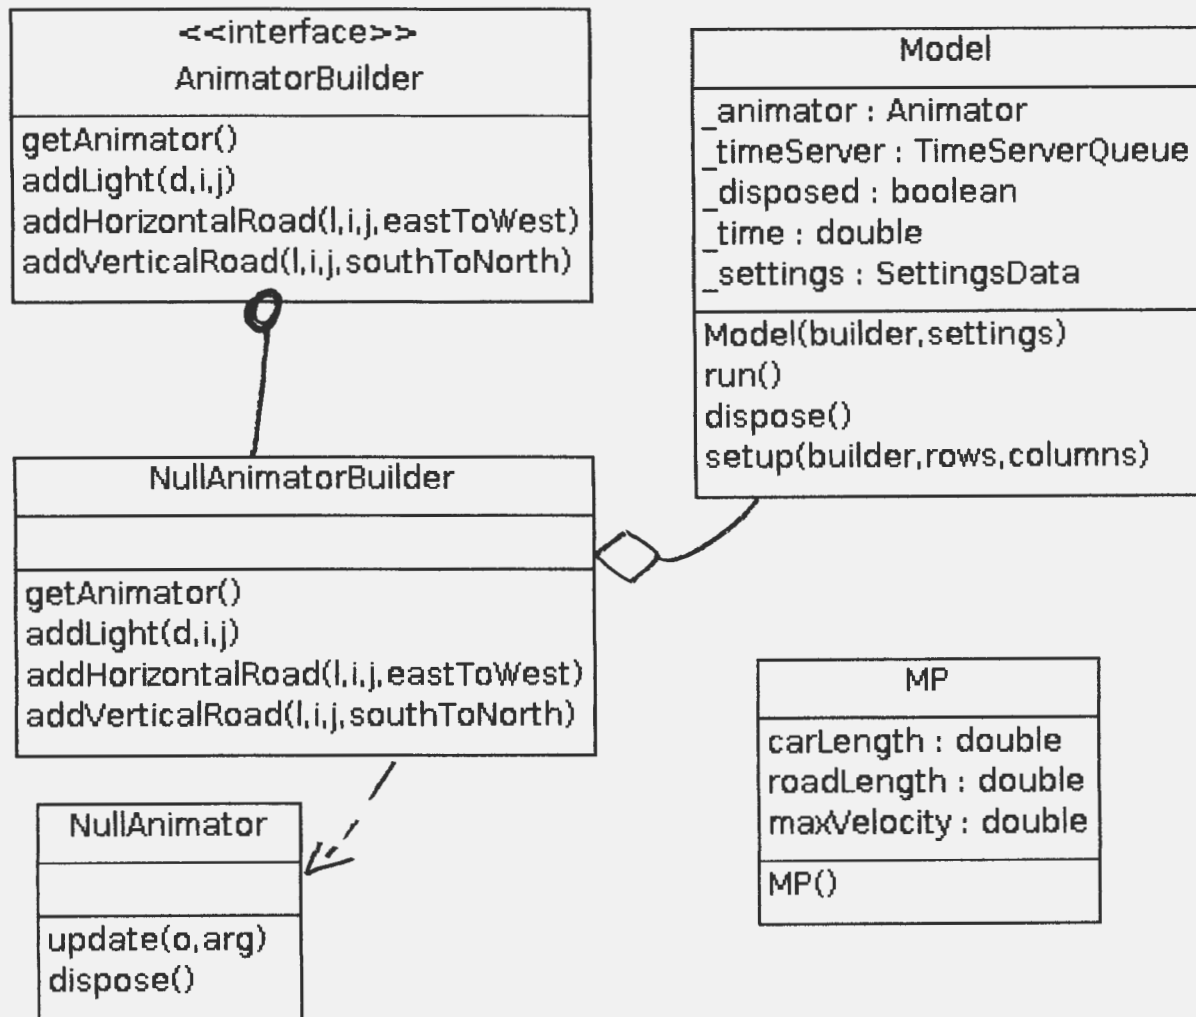 <<interface>>
AnimatorBuilder
getAnimator()
addLight(d,i,j)
addHorizontalRoad(l,i,j,eastToWest)
addVerticalRoad(l,i,j,southToNorth)
Model
_animator : Animator
_timeServer : TimeServerQueue
_disposed : boolean
_time : double
_settings : SettingsData
Model(builder,settings)
run()
dispose()
setup(builder,rows,columns)
NullAnimatorBuilder
getAnimator()
addLight(d,i,j)
addHorizontalRoad(l,i,j,eastToWest)
addVerticalRoad(l,i,j,southToNorth)
MP
carLength : double
roadLength : double
maxVelocity : double
MP()
NullAnimator
update(o,arg)
dispose()